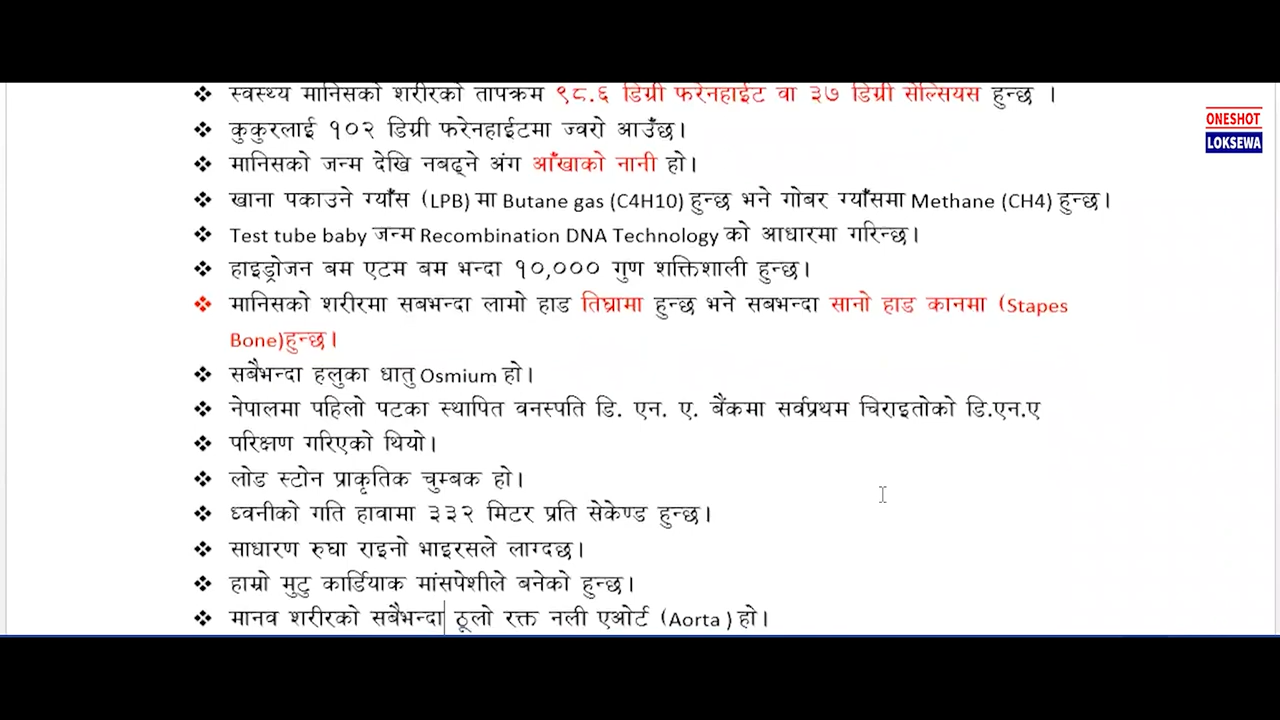 ❖ स्वस्थ्य मानिसको शरीरको तापक्रम ९८.६ डिग्री फरेनहाईट वा ३७ डिग्री सेल्सियस हुन्छ ।
ONESHOT
LOKSEWA
❖ कुकुरलाई १०२ डिग्री फरेनहाईटमा ज्वरो आउँछ।
❖ मानिसको जन्म देखि नबढ्ने अंग आँखाको नानी हो।
❖ खाना पकाउने ग्याँस (LPB) मा Butane gas (C4H10) हुन्छ भने गोबर ग्याँसमा Methane (CH4) हुन्छ।
❖ Test tube baby जन्म Recombination DNA Technology को आधारमा गरिन्छ।
❖ हाइड्रोजन बम एटम बम भन्दा १०,००० गुण शक्तिशाली हुन्छ।
❖ मानिसको शरीरमा सबभन्दा लामो हाड तिघ्रामा हुन्छ भने सबभन्दा सानो हाड कानमा (Stapes
Bone)हुन्छ।
❖ सबैभन्दा हलुका धातु Osmium हो।
❖ नेपालमा पहिलो पटका स्थापित वनस्पति डि. एन. ए. बैंकमा सर्वप्रथम चिराइतोको डि.एन.ए
❖ परिक्षण गरिएको थियो।
❖ लोड स्टोन प्राकृतिक चुम्बक हो।
❖ ध्वनीको गति हावामा ३३२ मिटर प्रति सेकेण्ड हुन्छ।
❖ साधारण रुघा राइनो भाइरसले लाग्दछ।
❖ हाम्रो मुटु कार्डियाक मांसपेशीले बनेको हुन्छ।
❖ मानव शरीरको सबैभन्दा ठूलो रक्त नली एओर्ट (Aorta ) हो।